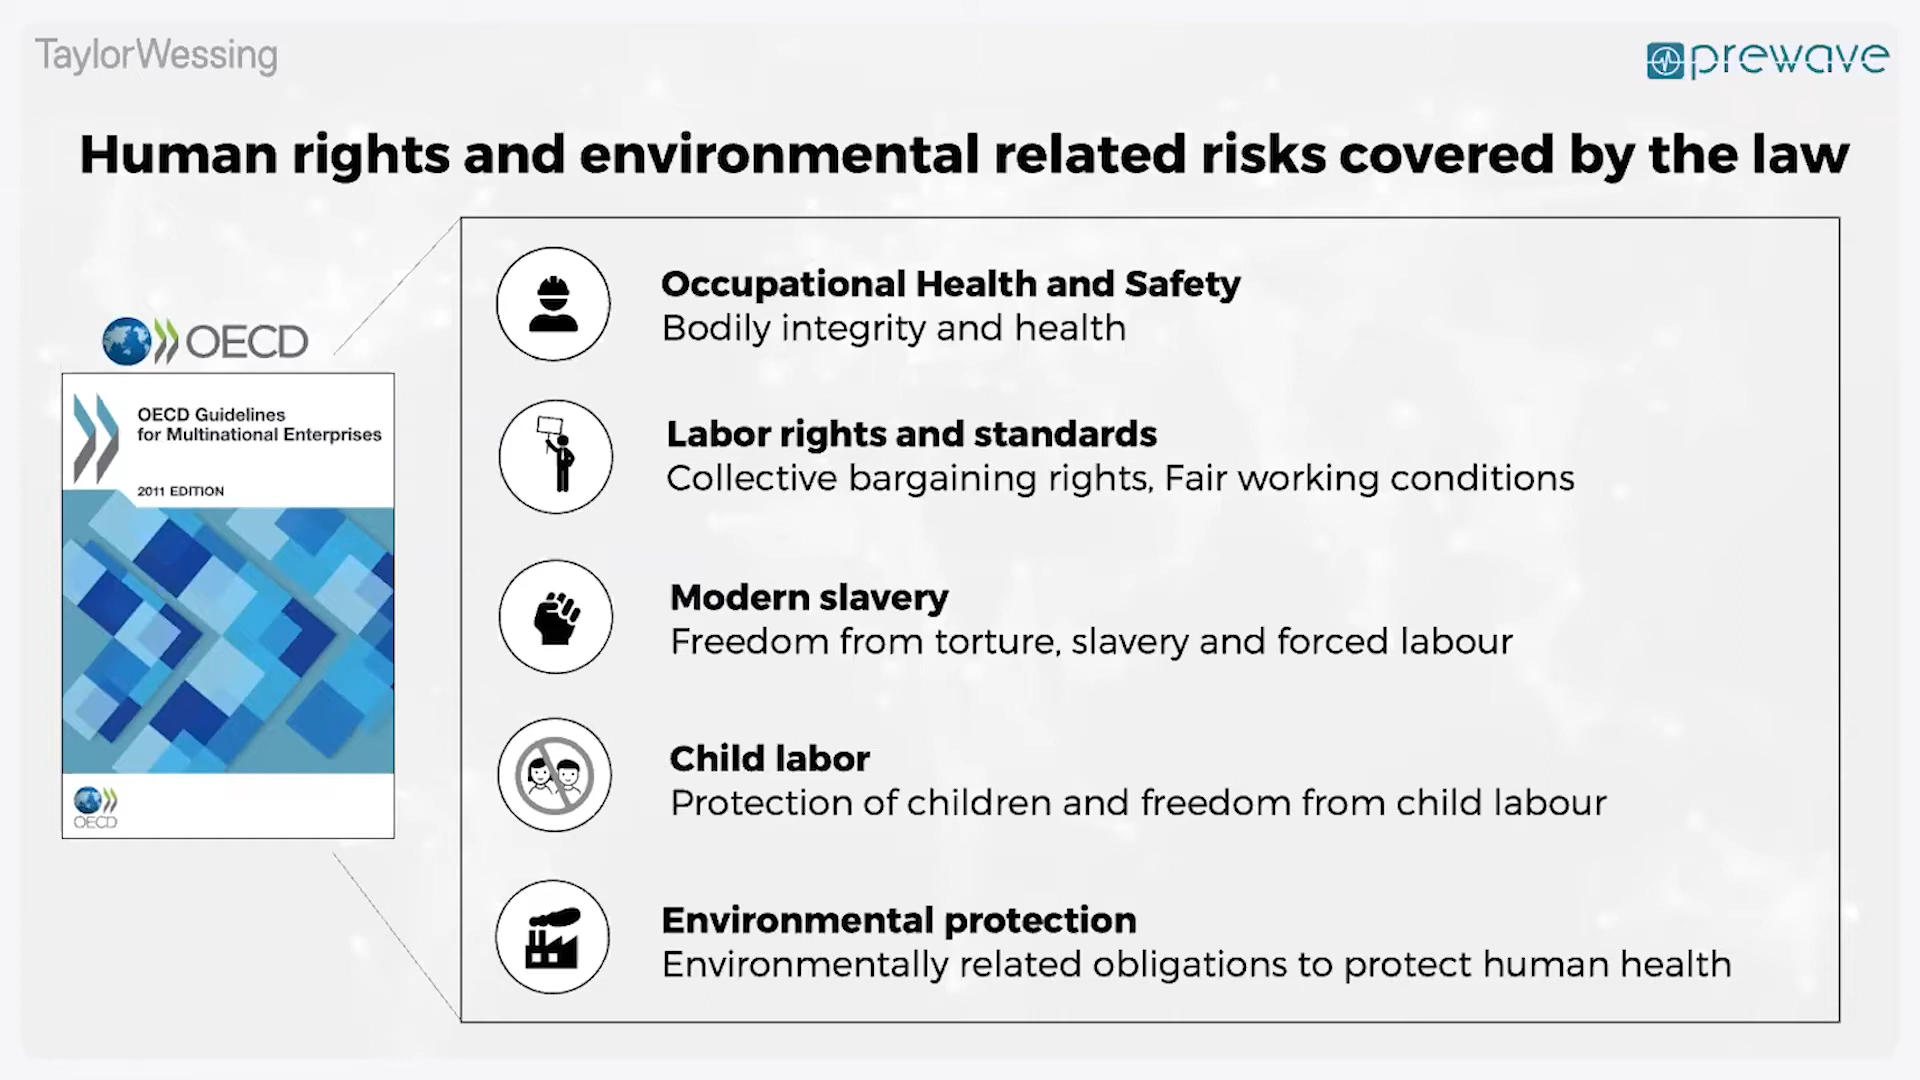 TaylorWessing
prewave
Human rights and environmental related risks covered by the law
OECD
OECD Guidelines
for Multinational Enterprises
2011 EDITION
OECD
Occupational Health and Safety
Bodily integrity and health
Labor rights and standards
Collective bargaining rights, Fair working conditions
Modern slavery
Freedom from torture, slavery and forced labour
Child labor
Protection of children and freedom from child labour
Environmental protection
Environmentally related obligations to protect human health